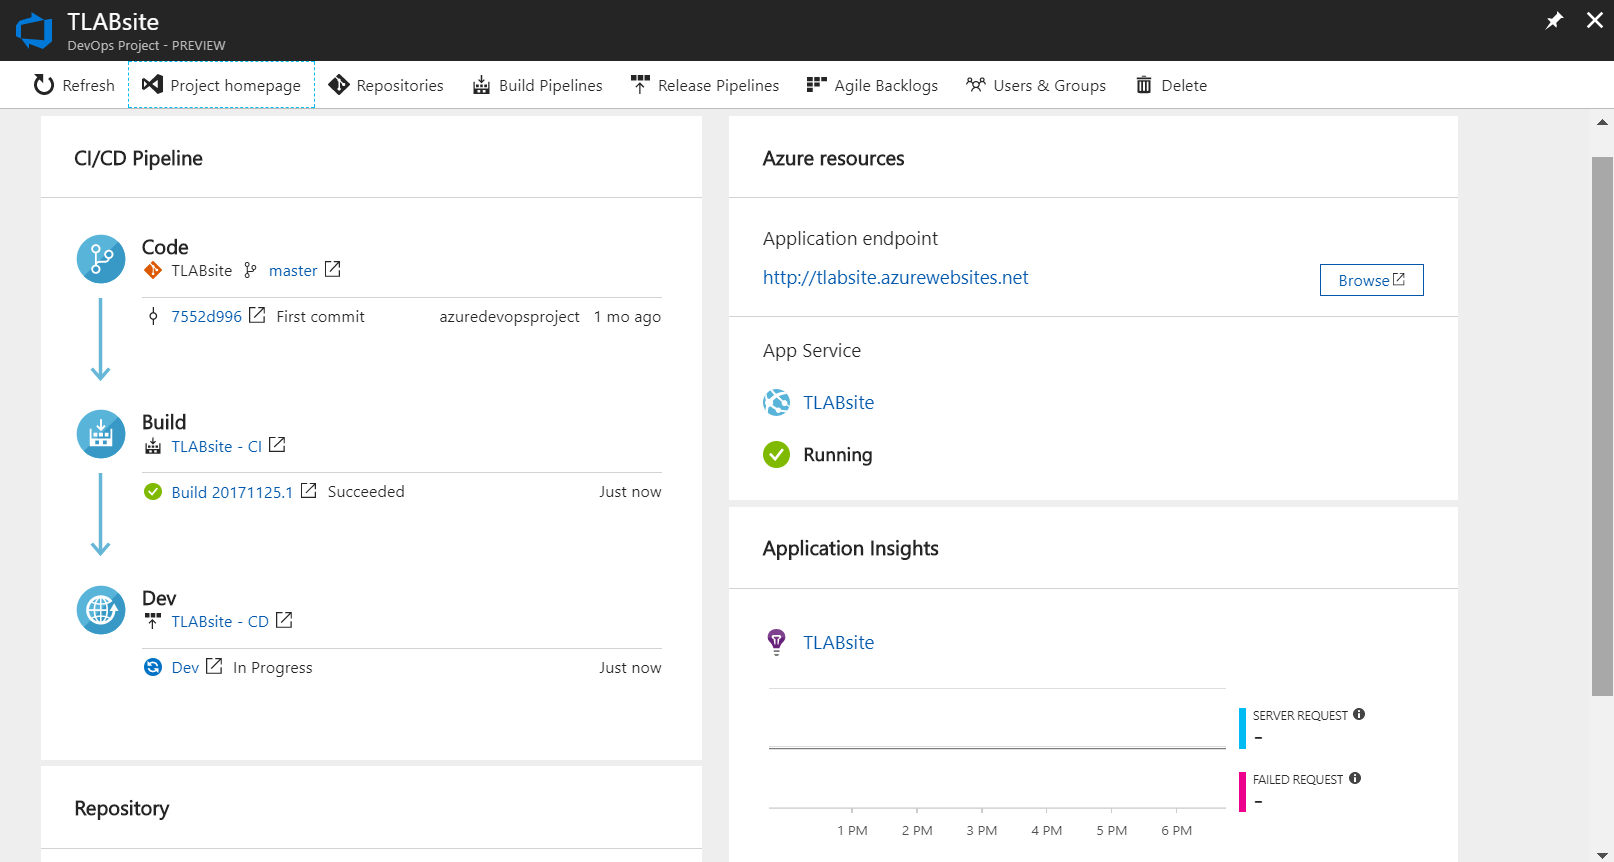 TLABsite
DevOps Project - PREVIEW
Refresh Project homepage Repositories Build Pipelines Release Pipelines Agile Backlogs Users & Groups Delete
CI/CD Pipeline
Code
TLABsite master
7552d996 First commit azuredevopsproject 1 mo ago
Build
TLABsite - CI
Build 20171125.1 Succeeded Just now
Dev
TLABsite - CD
Dev In Progress Just now
Repository
Azure resources
Application endpoint
http://tlabsite.azurewebsites.net
Browse
App Service
TLABsite
Running
Application Insights
TLABsite
SERVER REQUEST
-
FAILED REQUEST
-
1 PM 2 PM 3 PM 4 PM 5 PM 6 PM